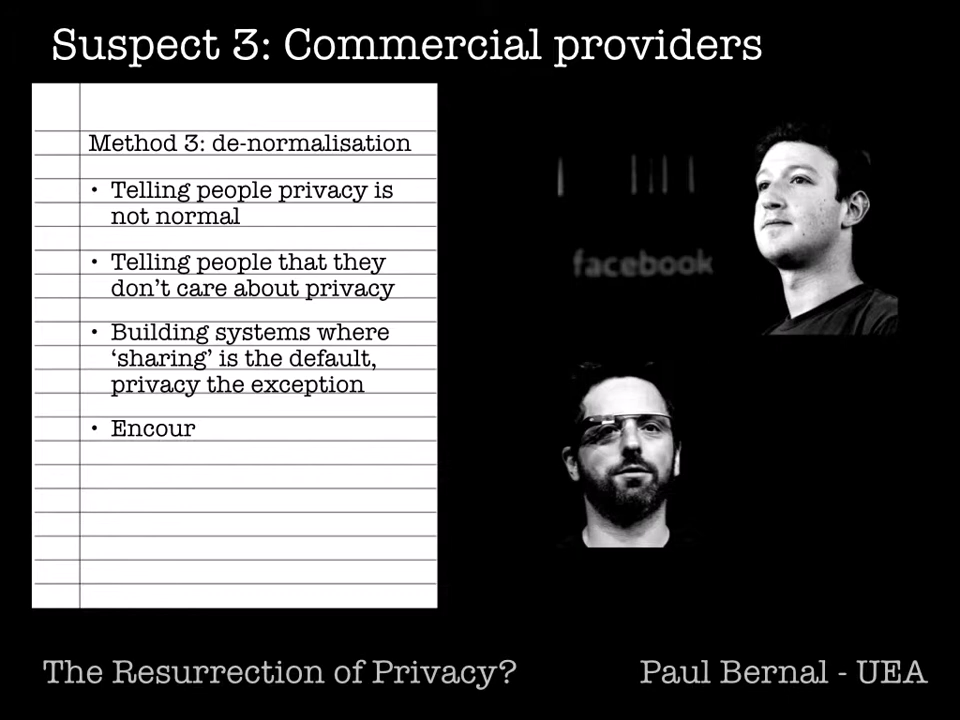 Suspect 3: Commercial providers
Method 3: de-normalisation
• Telling people privacy is
not normal
• Telling people that they
don’t care about privacy
• Building systems where
‘sharing’ is the default,
privacy the exception
• Encour
facebook
The Resurrection of Privacy?
Paul Bernal - UEA